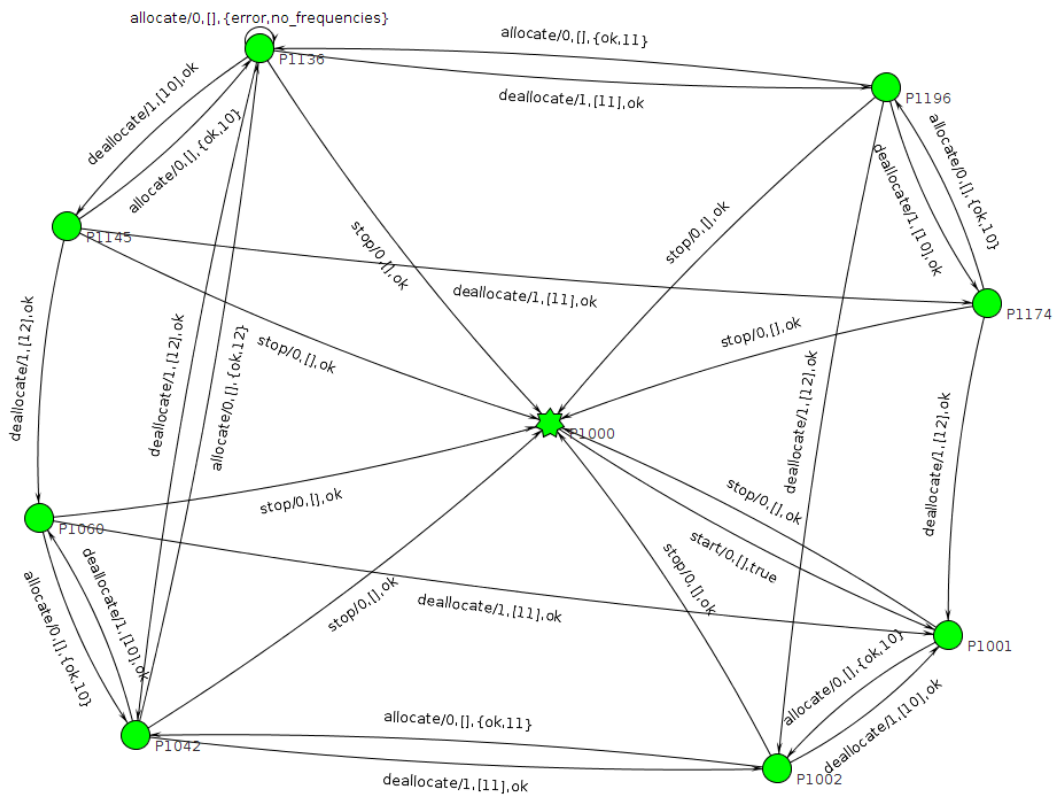 allocate/0,[],{error,no_frequencies}
P1136
allocate/0,[],{ok,11}
deallocate/1,[11],ok
P1196
deallocate/1,[10],ok
allocate/0,[],{ok,10}
allocate/0,[],{ok,10}
deallocate/1,[10],ok
P1145
stop/0,[],ok
stop/0,[],ok
deallocate/1,[11],ok
P1174
deallocate/1,[12],ok
deallocate/1,[12],ok
allocate/0,[],{ok,12}
stop/0,[],ok
stop/0,[],ok
deallocate/1,[12],ok
P1000
deallocate/1,[12],ok
stop/0,[],ok
stop/0,[],ok
P1060
start/0,[],true
deallocate/1,[10],ok
allocate/0,[],{ok,10}
stop/0,[],ok
stop/0,[],ok
deallocate/1,[11],ok
P1001
allocate/0,[],{ok,10}
deallocate/1,[10],ok
allocate/0,[],{ok,11}
P1042
deallocate/1,[11],ok
P1002